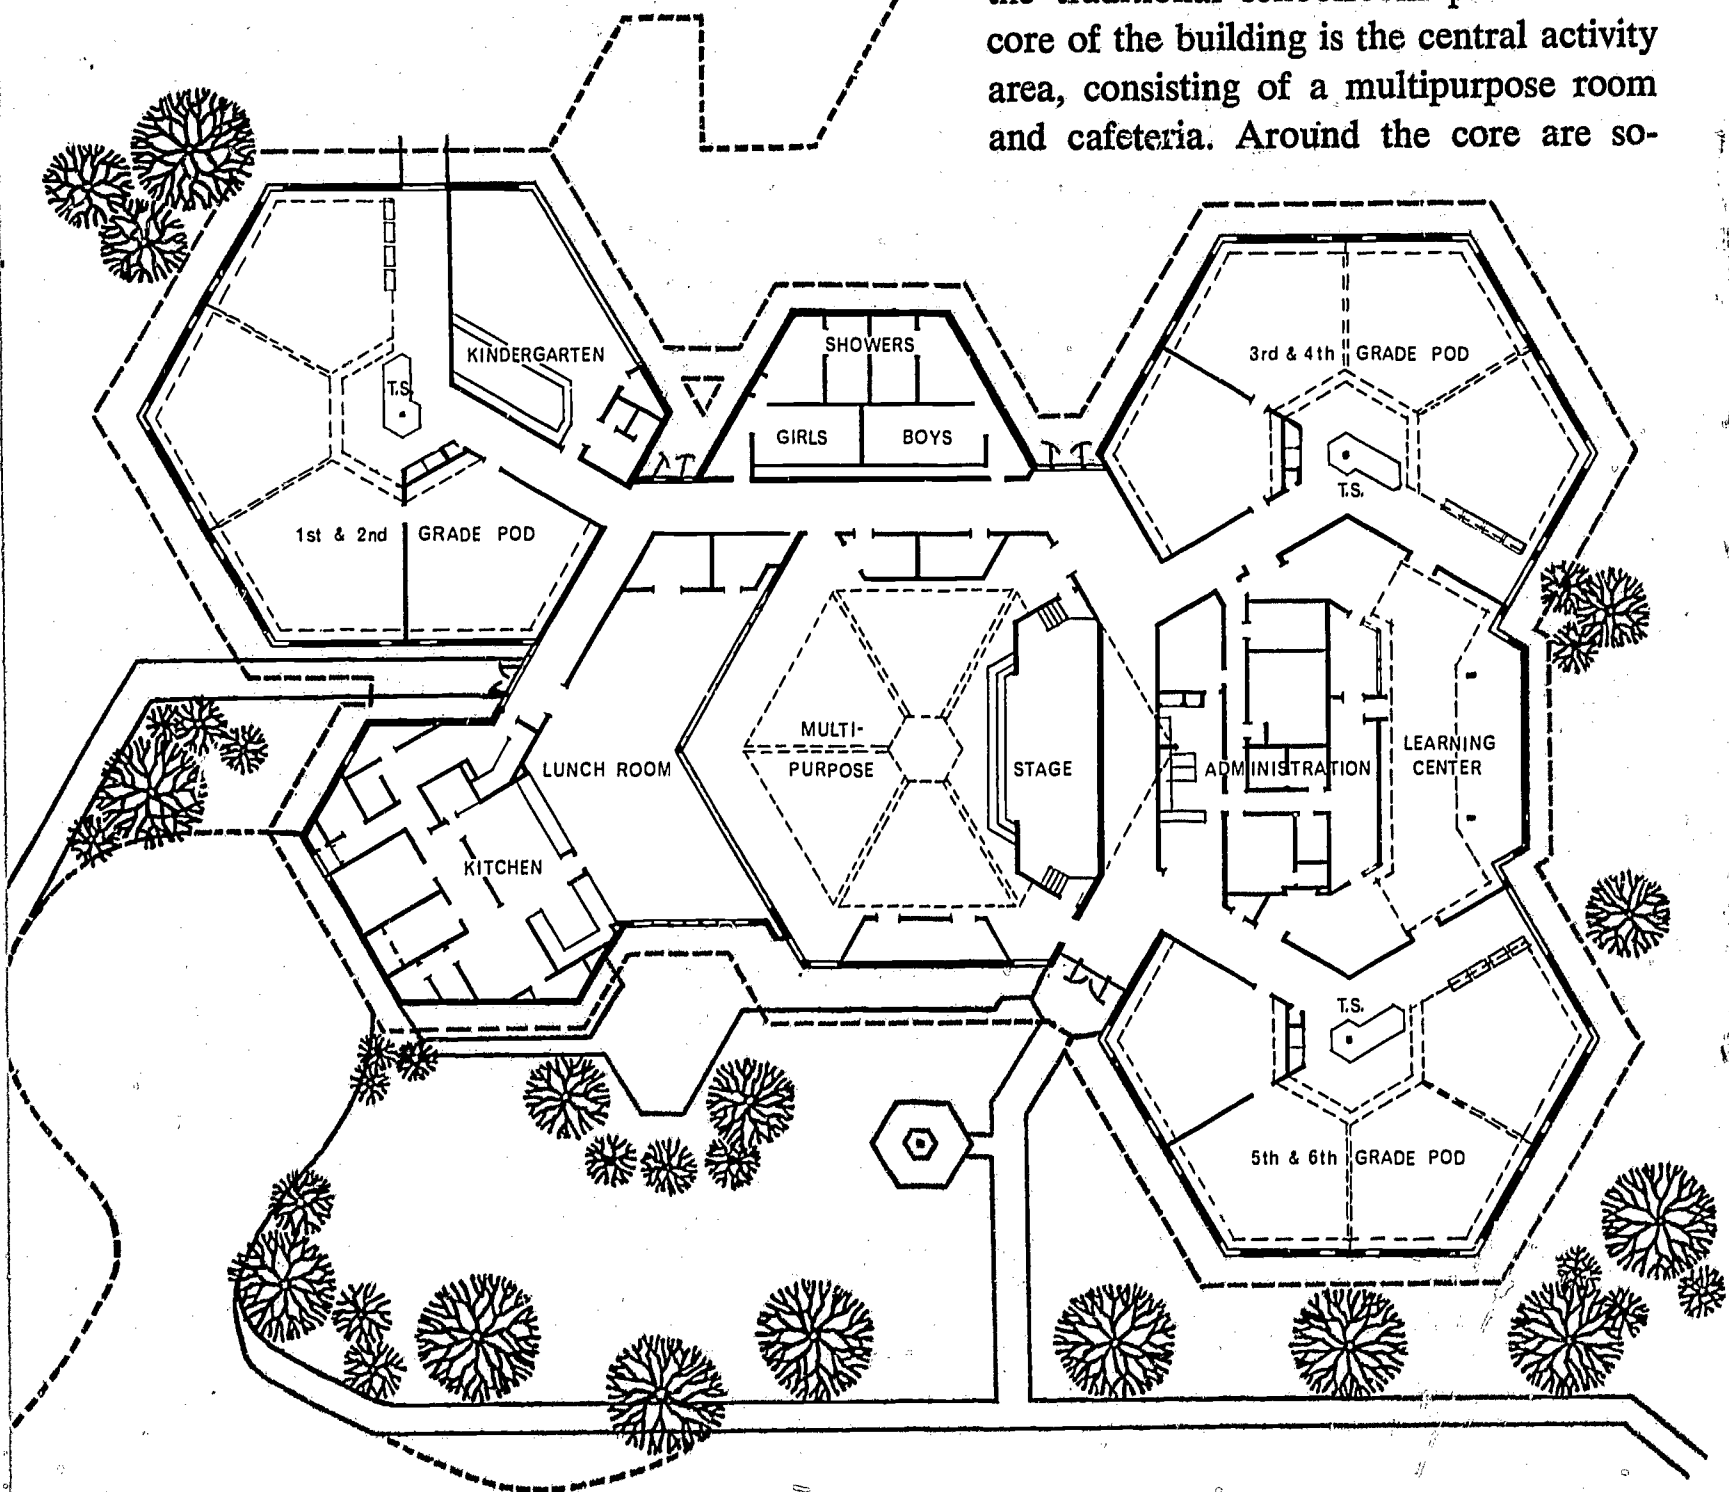 core of the building is the central activity
area, consisting of a multipurpose room
and cafeteria. Around the core are so-
SHOWERS
KINDERGARTEN
3rd & 4th GRADE POD
T.S.
GIRLS BOYS
T.S.
1st & 2nd GRADE POD
MULTI-
PURPOSE
LUNCH ROOM
STAGE
ADMINISTRATION
LEARNING
CENTER
KITCHEN
T.S.
5th & 6th GRADE POD